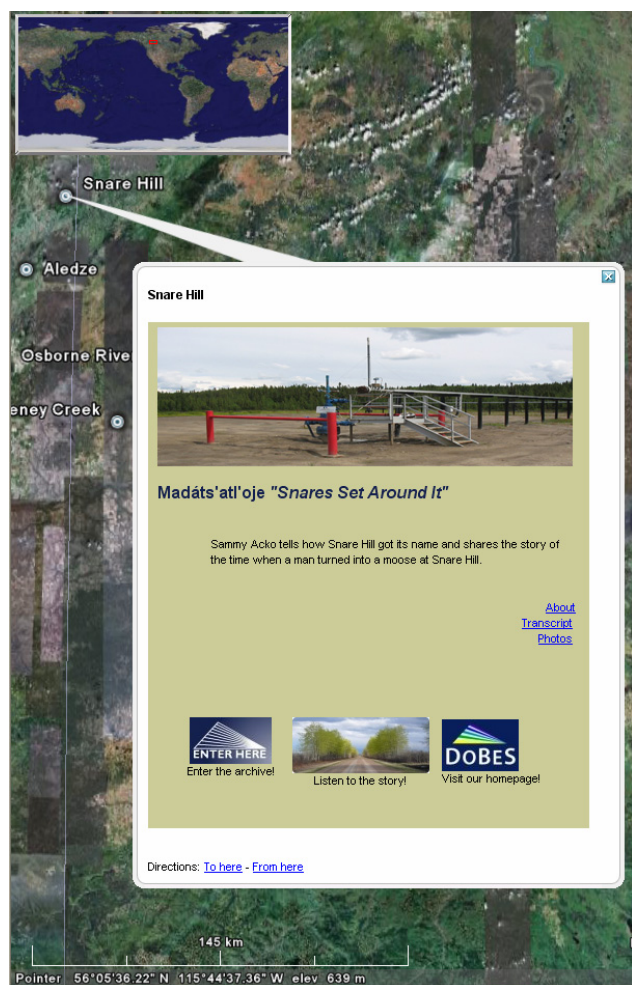 Snare Hill
Aledze
Osborne Rive
eney Creek
Snare Hill
Madáts'atl'oje "Snares Set Around It"
Sammy Acko tells how Snare Hill got its name and shares the story of
the time when a man turned into a moose at Snare Hill.
About
Transcript
Photos
ENTER HERE
Enter the archive!
Listen to the story!
DOBES
Visit our homepage!
Directions: To here - From here
145 km
Pointer 56°05'36.22" N 115°44'37.36" W elev 639 m